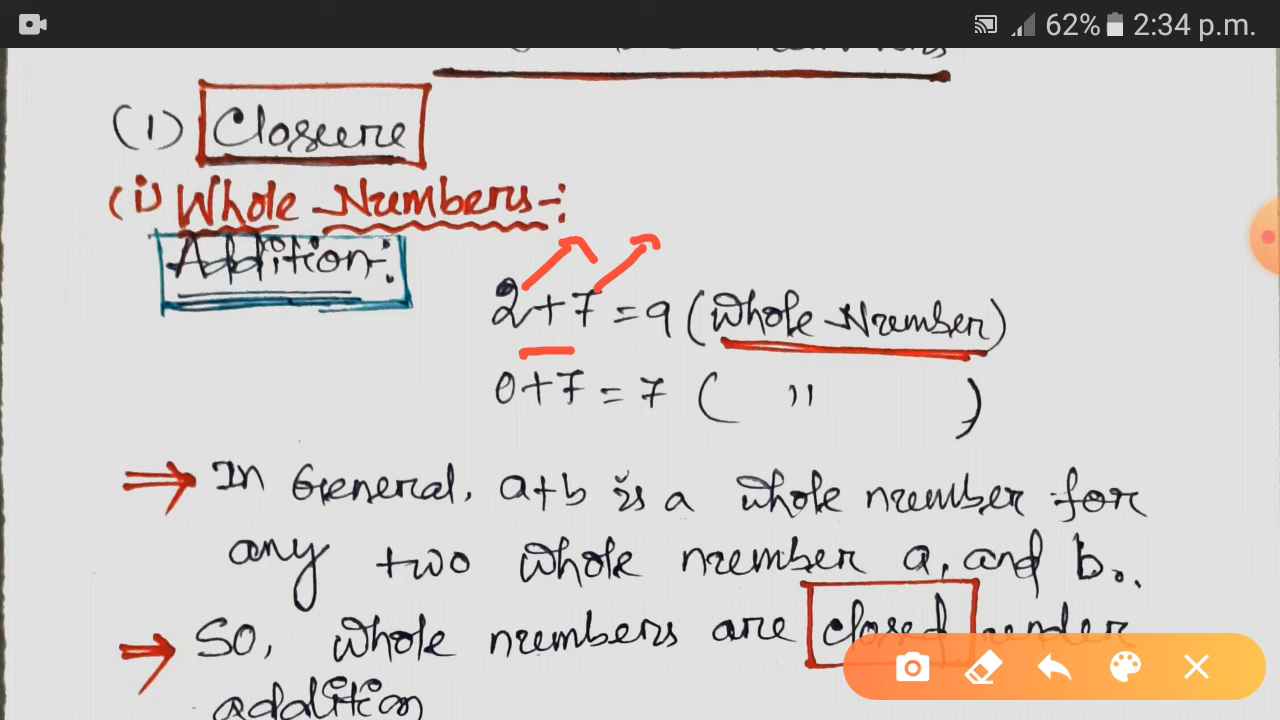 62% 2:34 p.m.
(1) Closure
(i) Whole Numbers-:
Addition-:
2+7=9 (Whole Number)
0+7=7 ( " )
⇒ In General, a+b is a whole number for
any two whole number a, and b.
⇒ So, whole numbers are closed under
addition